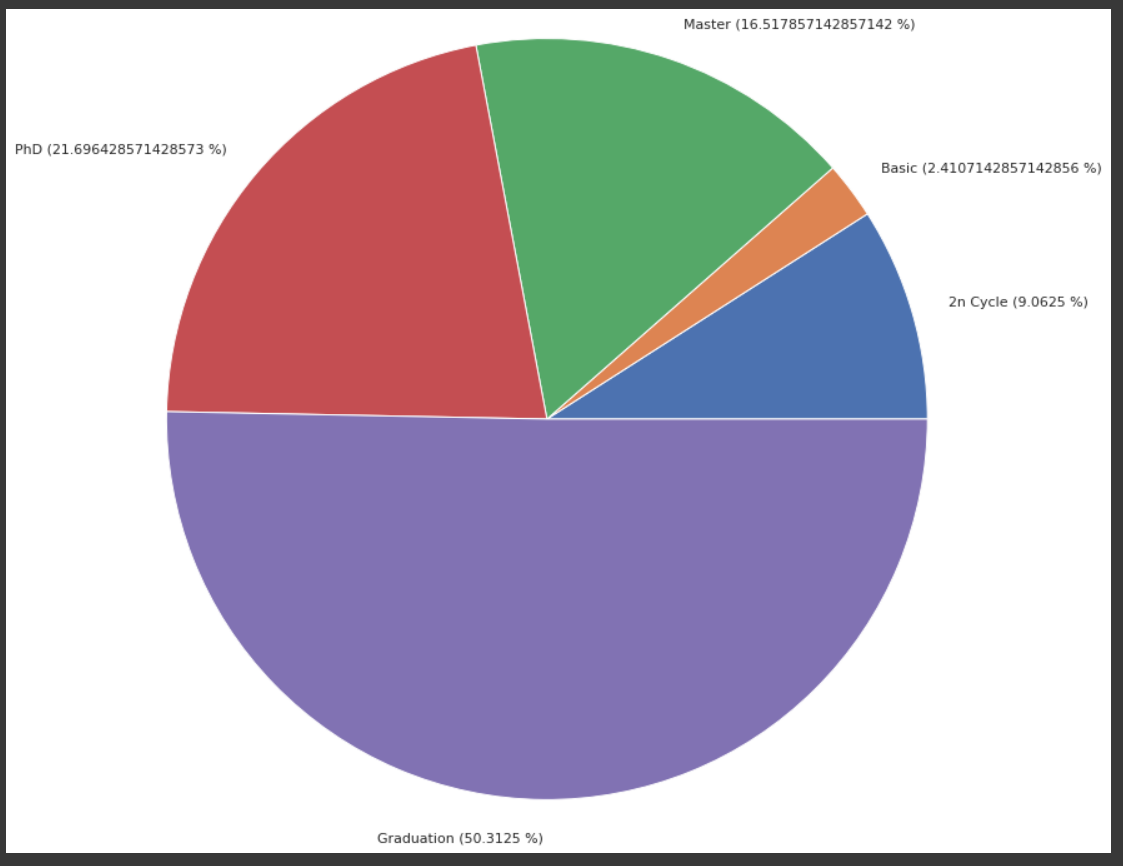 Master (16.517857142857142 %)
PhD (21.696428571428573 %)
Basic (2.4107142857142856 %)
2n Cycle (9.0625 %)
Graduation (50.3125 %)